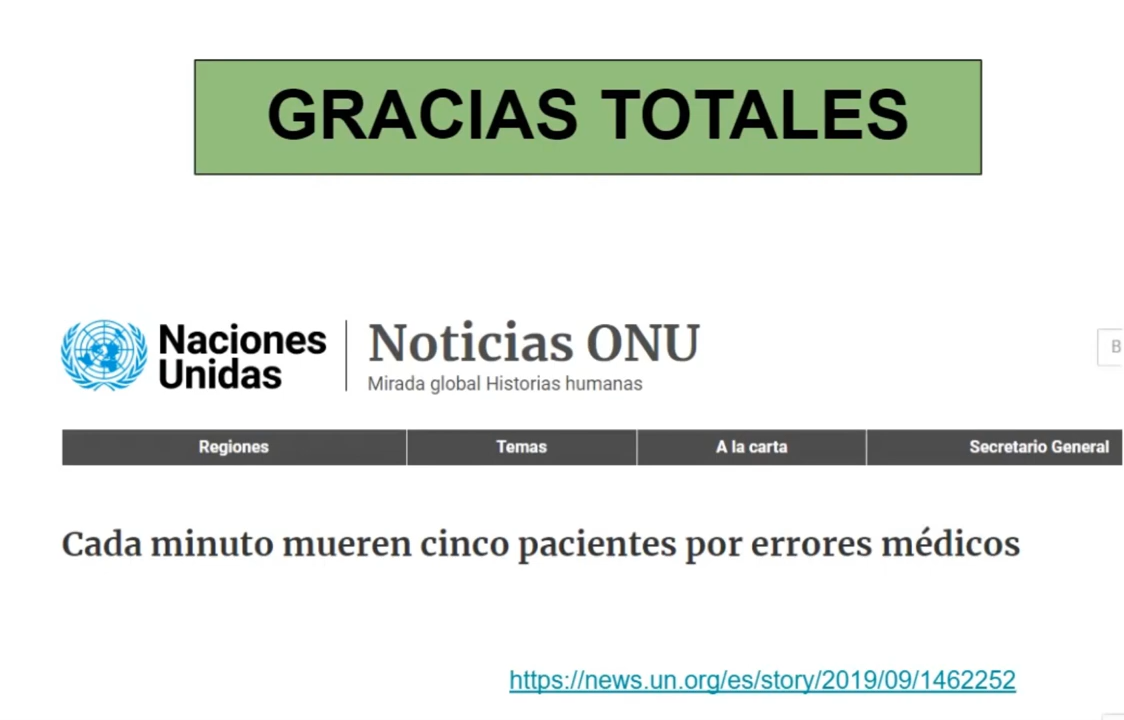 GRACIAS TOTALES
Naciones
Unidas
Noticias ONU
Mirada global Historias humanas
B
Regiones
Temas
A la carta
Secretario General
Cada minuto mueren cinco pacientes por errores médicos
https://news.un.org/es/story/2019/09/1462252